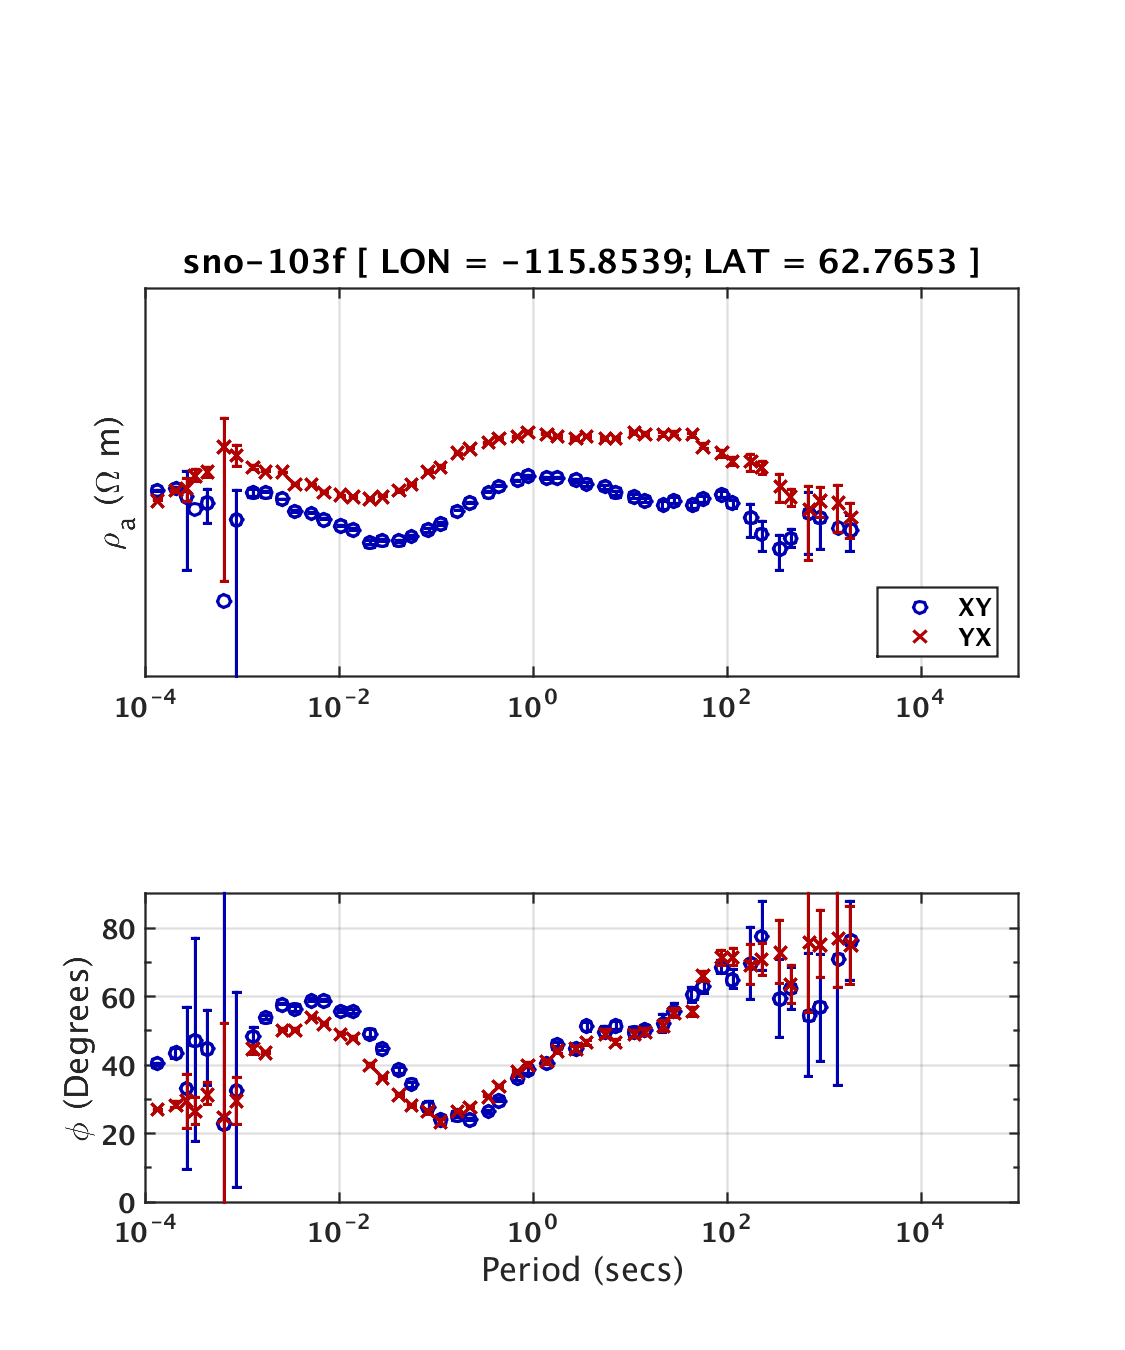 sno-103f [ LON = -115.8539; LAT = 62.7653 ]
ρa (Ω m)
XY
YX
10^-4 10^-2 10^0 10^2 10^4
80
60
40
20
0
ϕ (Degrees)
10^-4 10^-2 10^0 10^2 10^4
Period (secs)